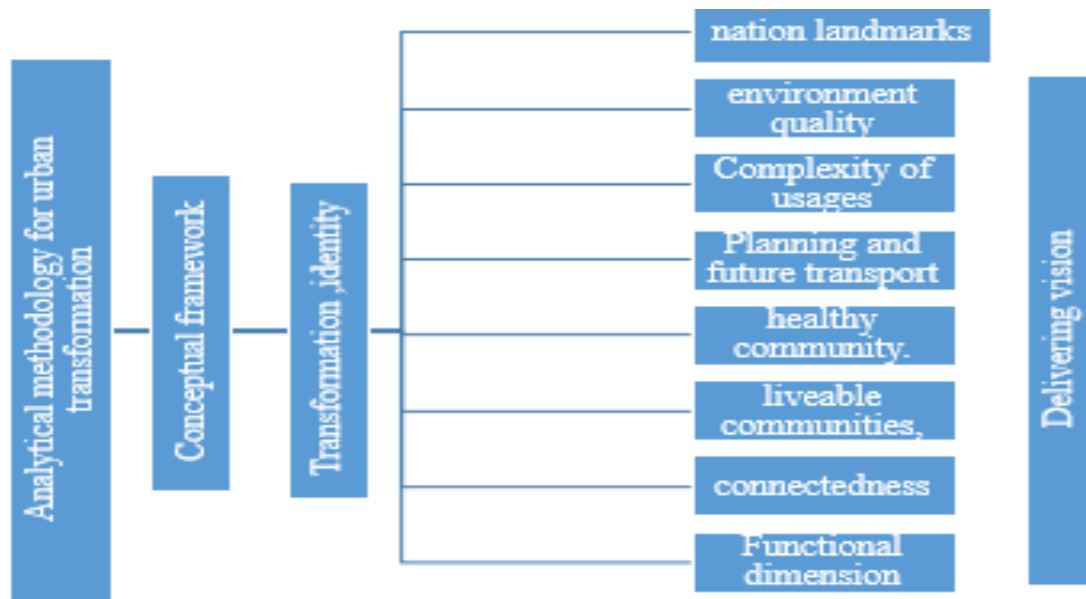 Analytical methodology for urban
transformation
Conceptual framework
Transformation ,identity
nation landmarks
environment
quality
Complexity of
usages
Planning and
future transport
healthy
community.
liveable
communities,
connectedness
Functional
dimension
Delivering vision